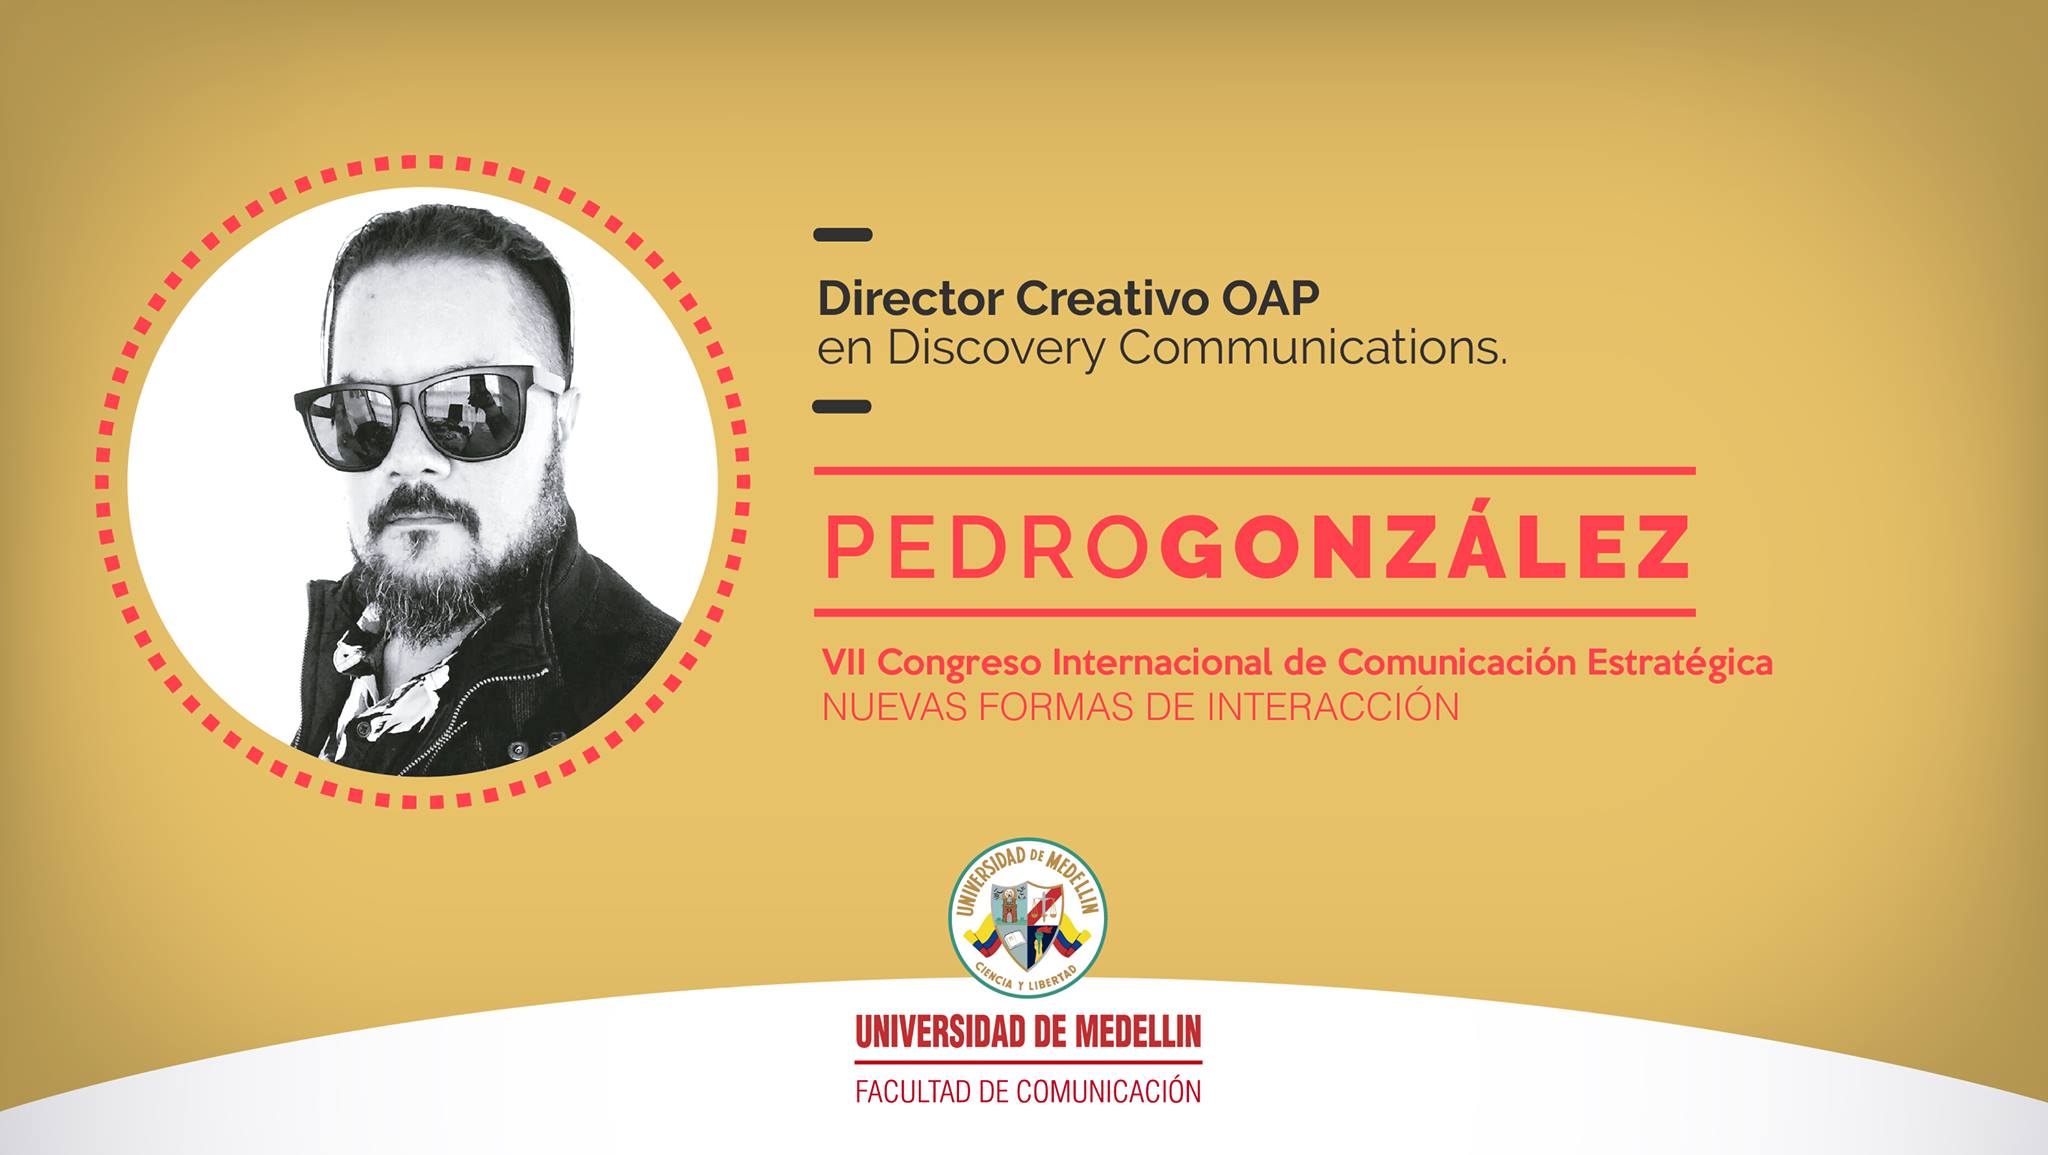 Director Creativo OAP
en Discovery Communications.
PEDROGONZÁLEZ
VII Congreso Internacional de Comunicación Estratégica
NUEVAS FORMAS DE INTERACCIÓN
UNIVERSIDAD DE MEDELLIN
CIENCIA Y LIBERTAD
UNIVERSIDAD DE MEDELLIN
FACULTAD DE COMUNICACIÓN